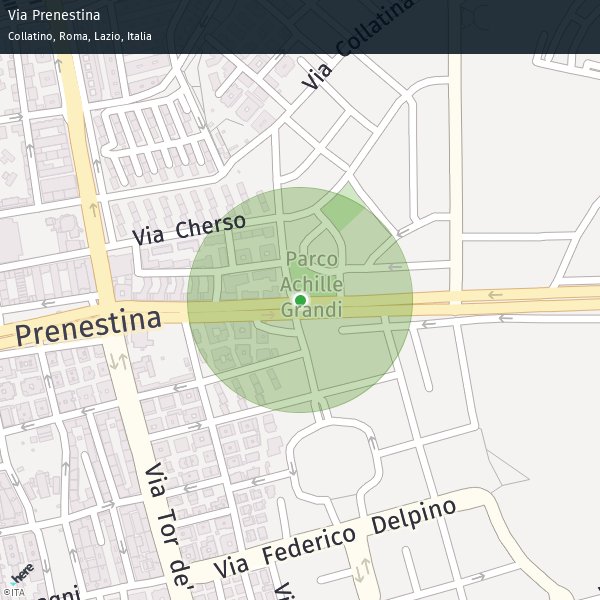 Via Prenestina
Collatino, Roma, Lazio, Italia
Via Collatina
Via Cherso
Parco
Achille
Grandi
Prenestina
Via Tor de'
Via Federico Delpino
Vi
agni
here
©ITA